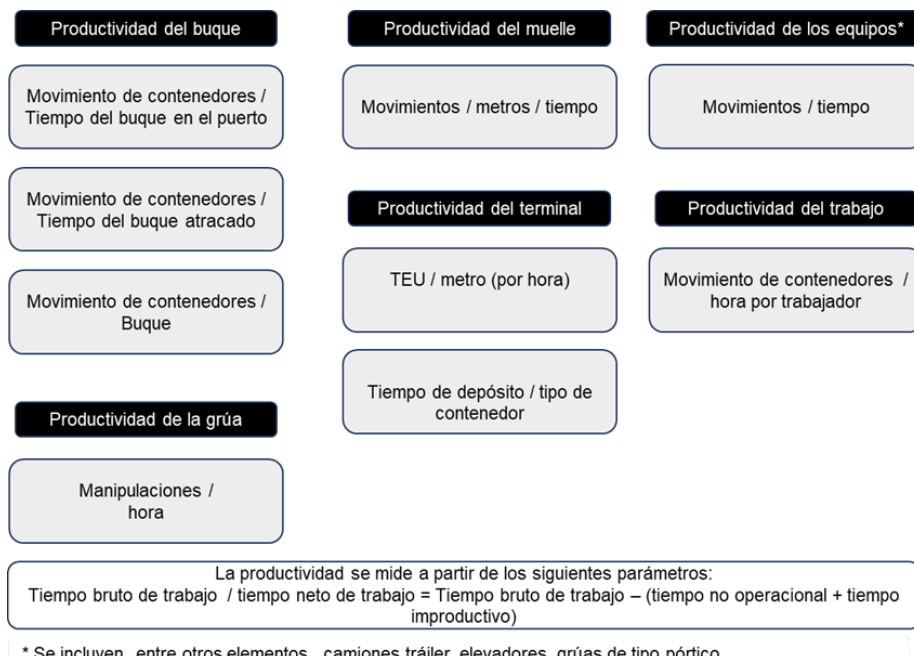 Productividad del buque
Movimiento de contenedores /
Tiempo del buque en el puerto
Movimiento de contenedores /
Tiempo del buque atracado
Movimiento de contenedores /
Buque
Productividad de la grúa
Manipulaciones /
hora
Productividad del muelle
Movimientos / metros / tiempo
Productividad del terminal
TEU / metro (por hora)
Tiempo de depósito / tipo de
contenedor
Productividad de los equipos*
Movimientos / tiempo
Productividad del trabajo
Movimiento de contenedores /
hora por trabajador
La productividad se mide a partir de los siguientes parámetros:
Tiempo bruto de trabajo / tiempo neto de trabajo = Tiempo bruto de trabajo – (tiempo no operacional + tiempo
improductivo)
* Se incluyen, entre otros elementos, camiones tráiler, elevadores, grúas de tipo pórtico